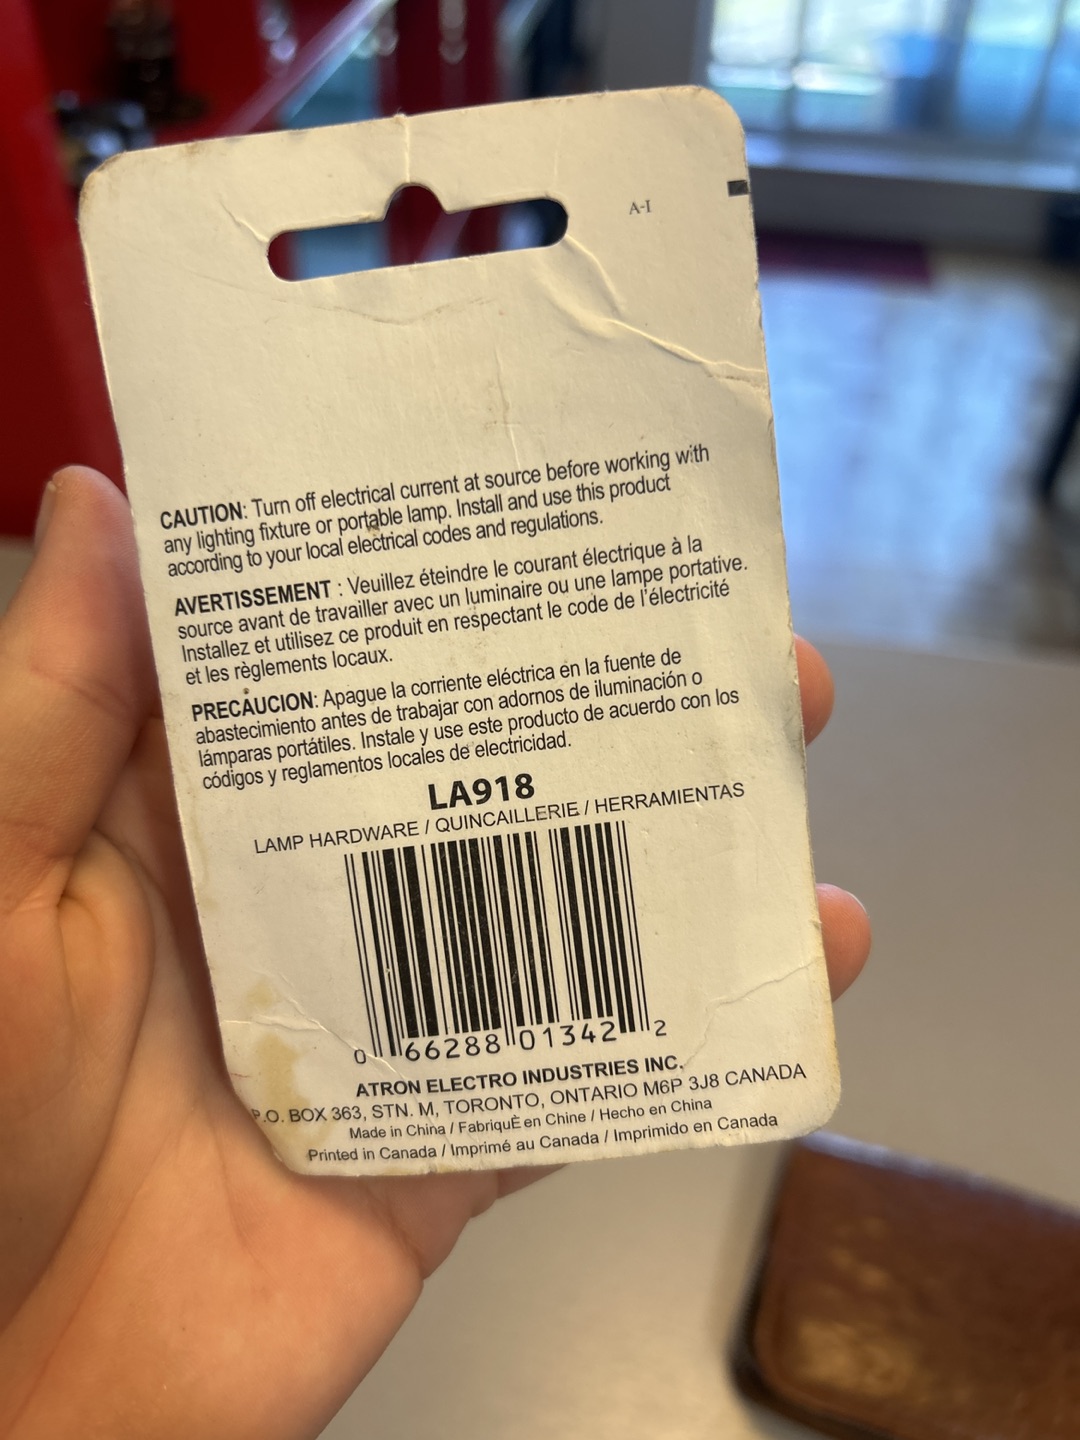 A-I
CAUTION: Turn off electrical current at source before working with
any lighting fixture or portable lamp. Install and use this product
according to your local electrical codes and regulations.
AVERTISSEMENT : Veuillez éteindre le courant électrique à la
source avant de travailler avec un luminaire ou une lampe portative.
Installez et utilisez ce produit en respectant le code de l'électricité
et les règlements locaux.
PRECAUCION: Apague la corriente eléctrica en la fuente de
abastecimiento antes de trabajar con adornos de iluminación o
lámparas portátiles. Instale y use este producto de acuerdo con los
códigos y reglamentos locales de electricidad.
LA918
LAMP HARDWARE / QUINCAILLERIE / HERRAMIENTAS
0 66288 01342 2
ATRON ELECTRO INDUSTRIES INC.
P.O. BOX 363, STN. M, TORONTO, ONTARIO M6P 3J8 CANADA
Made in China / FabriquÈ en Chine / Hecho en China
Printed in Canada / Imprimé au Canada / Imprimido en Canada